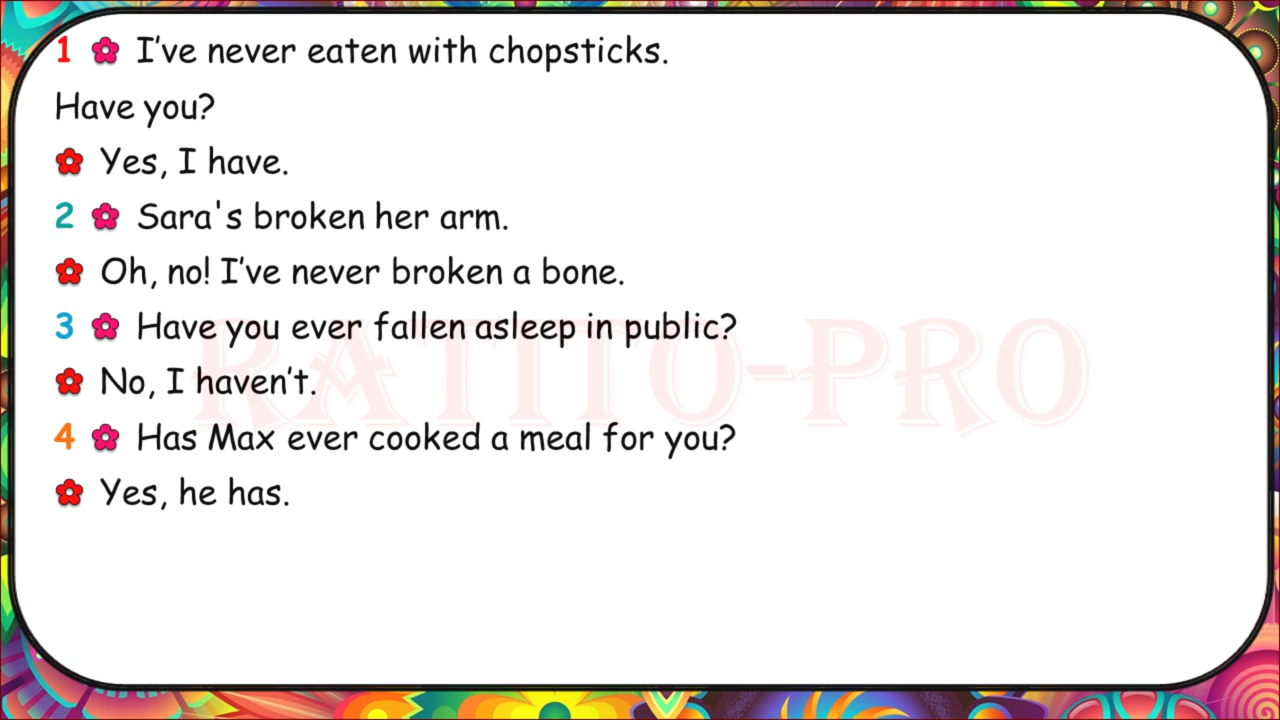 1 I’ve never eaten with chopsticks.
Have you?
Yes, I have.
2 Sara's broken her arm.
Oh, no! I’ve never broken a bone.
3 Have you ever fallen asleep in public?
No, I haven’t.
4 Has Max ever cooked a meal for you?
Yes, he has.
RATITO-PRO